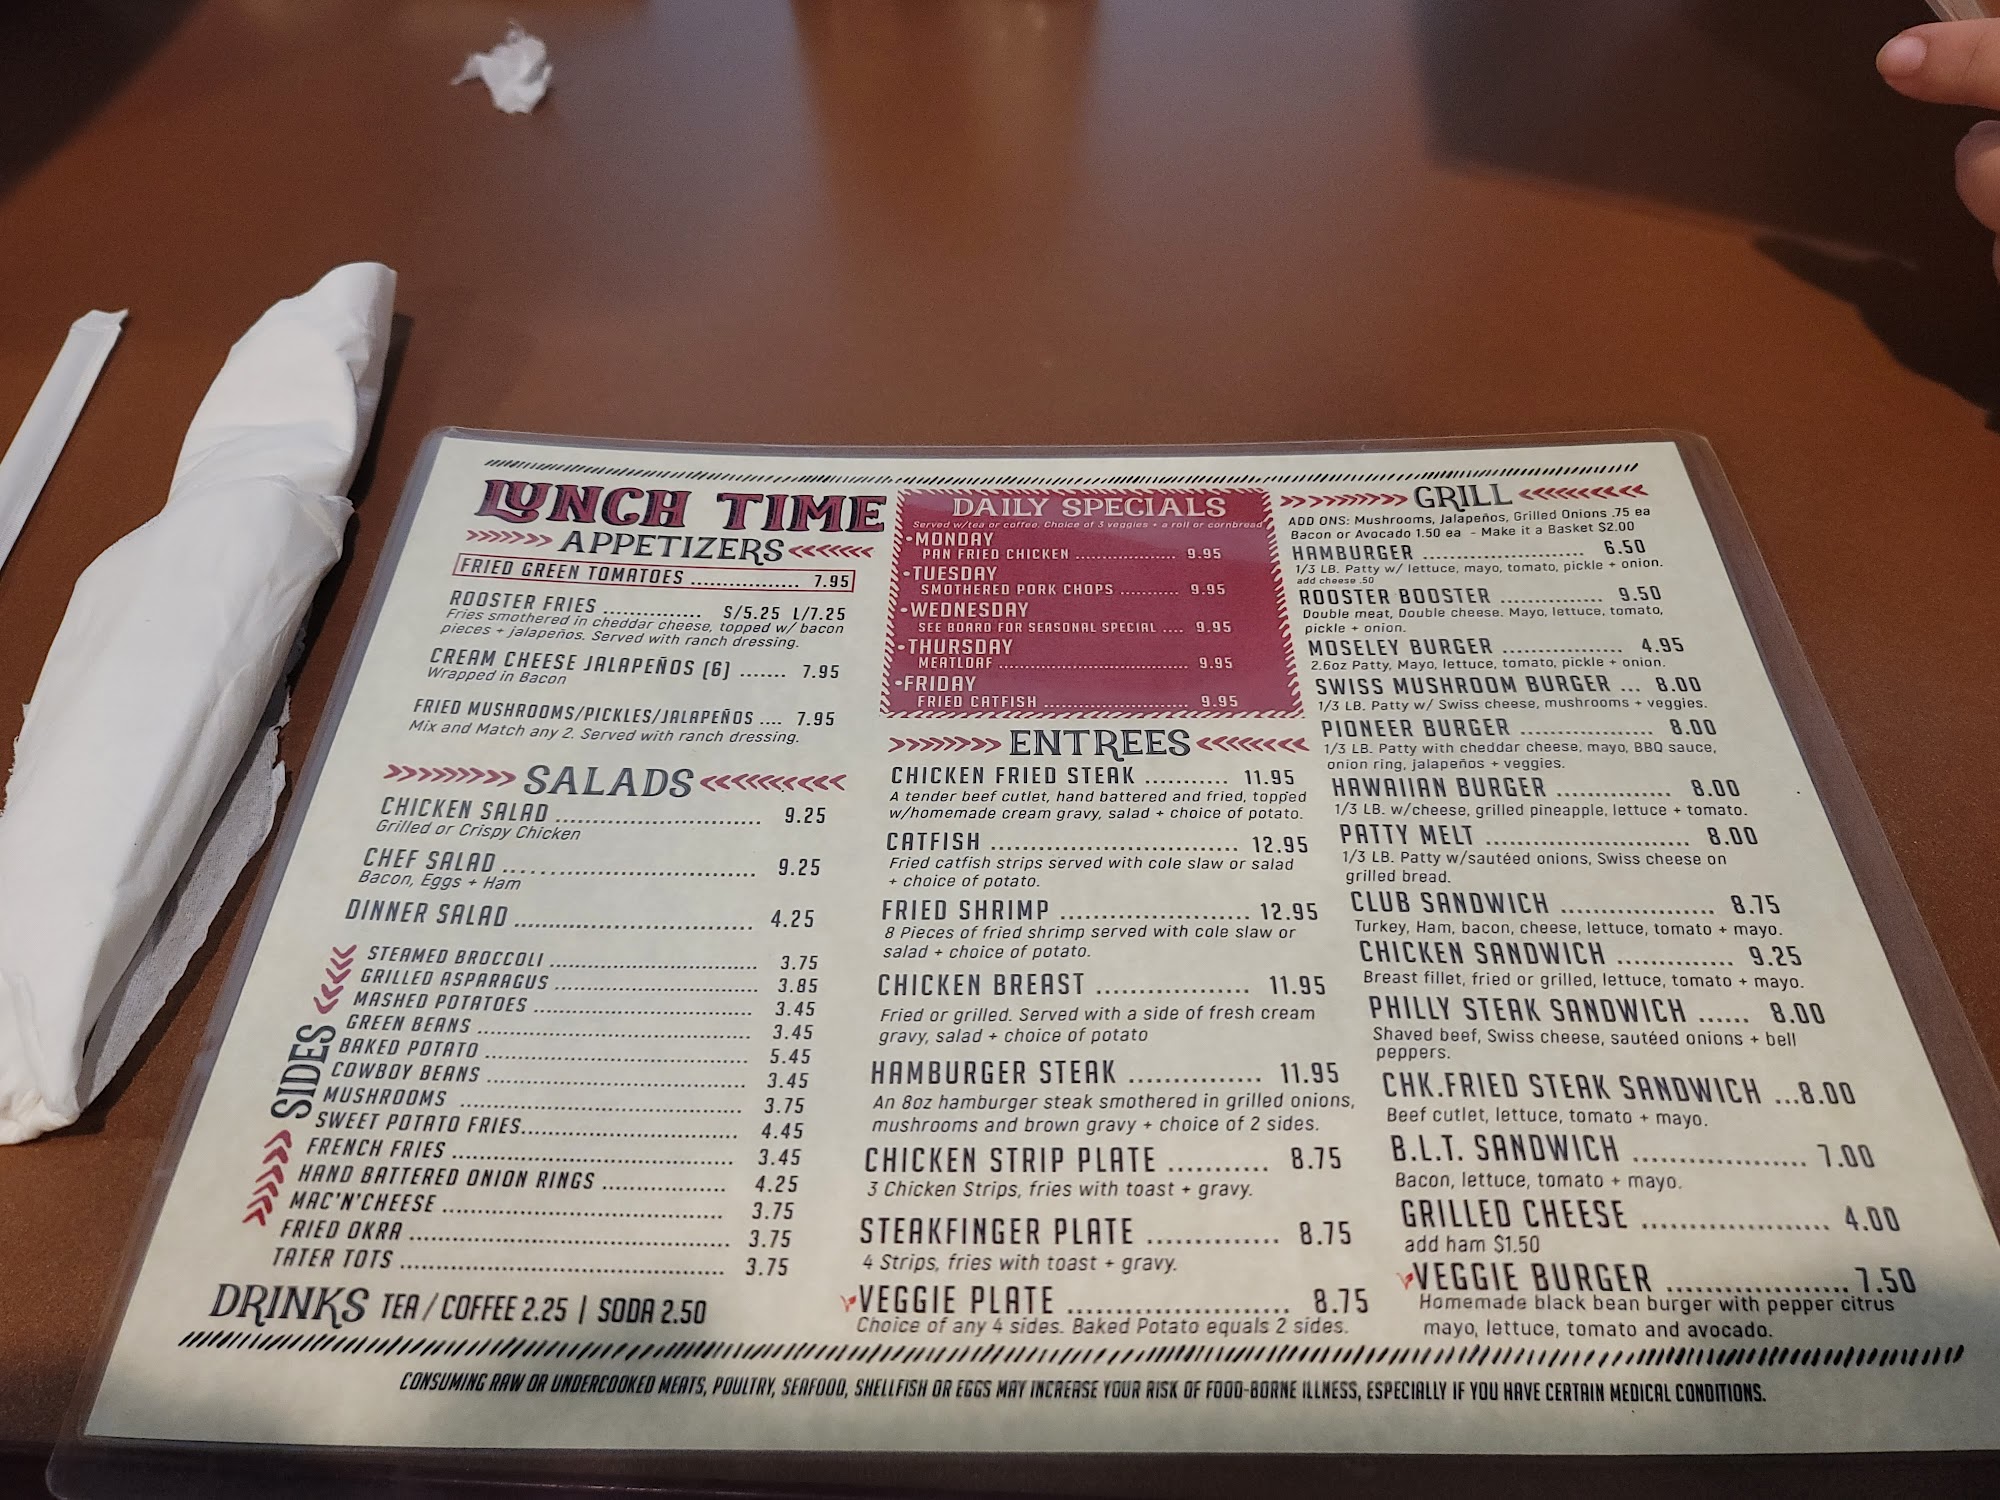 LUNCH TIME
APPETIZERS
FRIED GREEN TOMATOES .................. 7.95
ROOSTER FRIES ............... S/5.25 L/7.25
Fries smothered in cheddar cheese, topped w/ bacon
pieces + jalapeños. Served with ranch dressing.
CREAM CHEESE JALAPEÑOS (6) ....... 7.95
Wrapped in Bacon
FRIED MUSHROOMS/PICKLES/JALAPEÑOS .... 7.95
Mix and Match any 2. Served with ranch dressing.
SALADS
CHICKEN SALAD ............................... 9.25
Grilled or Crispy Chicken
CHEF SALAD ..................................... 9.25
Bacon, Eggs + Ham
DINNER SALAD .................................. 4.25
SIDES
STEAMED BROCCOLI ................................ 3.75
GRILLED ASPARAGUS ............................... 3.85
MASHED POTATOES .................................. 3.45
GREEN BEANS .......................................... 3.45
BAKED POTATO ......................................... 5.45
COWBOY BEANS ........................................ 3.45
MUSHROOMS ............................................ 3.75
SWEET POTATO FRIES................................. 4.45
FRENCH FRIES .......................................... 3.45
HAND BATTERED ONION RINGS .................. 4.25
MAC'N'CHEESE .......................................... 3.75
FRIED OKRA ............................................. 3.75
TATER TOTS .............................................. 3.75
DRINKS TEA / COFFEE 2.25 | SODA 2.50
DAILY SPECIALS
Served w/tea or coffee. Choice of 3 veggies + a roll or cornbread
•MONDAY
PAN FRIED CHICKEN ................... 9.95
•TUESDAY
SMOTHERED PORK CHOPS ........... 9.95
•WEDNESDAY
SEE BOARD FOR SEASONAL SPECIAL .... 9.95
•THURSDAY
MEATLOAF .................................... 9.95
•FRIDAY
FRIED CATFISH ........................... 9.95
ENTREES
CHICKEN FRIED STEAK ........... 11.95
A tender beef cutlet, hand battered and fried, topped
w/homemade cream gravy, salad + choice of potato.
CATFISH ................................. 12.95
Fried catfish strips served with cole slaw or salad
+ choice of potato.
FRIED SHRIMP ......................... 12.95
8 Pieces of fried shrimp served with cole slaw or
salad + choice of potato.
CHICKEN BREAST .................... 11.95
Fried or grilled. Served with a side of fresh cream
gravy, salad + choice of potato
HAMBURGER STEAK ............... 11.95
An 8oz hamburger steak smothered in grilled onions,
mushrooms and brown gravy + choice of 2 sides.
CHICKEN STRIP PLATE .......... 8.75
3 Chicken Strips, fries with toast + gravy.
STEAKFINGER PLATE ............. 8.75
4 Strips, fries with toast + gravy.
VEGGIE PLATE ....................... 8.75
Choice of any 4 sides. Baked Potato equals 2 sides.
GRILL
ADD ONS: Mushrooms, Jalapeños, Grilled Onions .75 ea
Bacon or Avocado 1.50 ea - Make it a Basket $2.00
HAMBURGER ........................ 6.50
1/3 LB. Patty w/ lettuce, mayo, tomato, pickle + onion.
add cheese .50
ROOSTER BOOSTER ............... 9.50
Double meat, Double cheese. Mayo, lettuce, tomato,
pickle + onion.
MOSELEY BURGER ................. 4.95
2.6oz Patty, Mayo, lettuce, tomato, pickle + onion.
SWISS MUSHROOM BURGER ... 8.00
1/3 LB. Patty w/ Swiss cheese, mushrooms + veggies.
PIONEER BURGER .................. 8.00
1/3 LB. Patty with cheddar cheese, mayo, BBQ sauce,
onion ring, jalapeños + veggies.
HAWAIIAN BURGER ............... 8.00
1/3 LB. w/cheese, grilled pineapple, lettuce + tomato.
PATTY MELT .......................... 8.00
1/3 LB. Patty w/sautéed onions, Swiss cheese on
grilled bread.
CLUB SANDWICH ................... 8.75
Turkey, Ham, bacon, cheese, lettuce, tomato + mayo.
CHICKEN SANDWICH ............. 9.25
Breast fillet, fried or grilled, lettuce, tomato + mayo.
PHILLY STEAK SANDWICH ...... 8.00
Shaved beef, Swiss cheese, sautéed onions + bell
peppers.
CHK.FRIED STEAK SANDWICH ...8.00
Beef cutlet, lettuce, tomato + mayo.
B.L.T. SANDWICH .................... 7.00
Bacon, lettuce, tomato + mayo.
GRILLED CHEESE ..................... 4.00
add ham $1.50
VEGGIE BURGER .................... 7.50
Homemade black bean burger with pepper citrus
mayo, lettuce, tomato and avocado.
CONSUMING RAW OR UNDERCOOKED MEATS, POULTRY, SEAFOOD, SHELLFISH OR EGGS MAY INCREASE YOUR RISK OF FOOD-BORNE ILLNESS, ESPECIALLY IF YOU HAVE CERTAIN MEDICAL CONDITIONS.